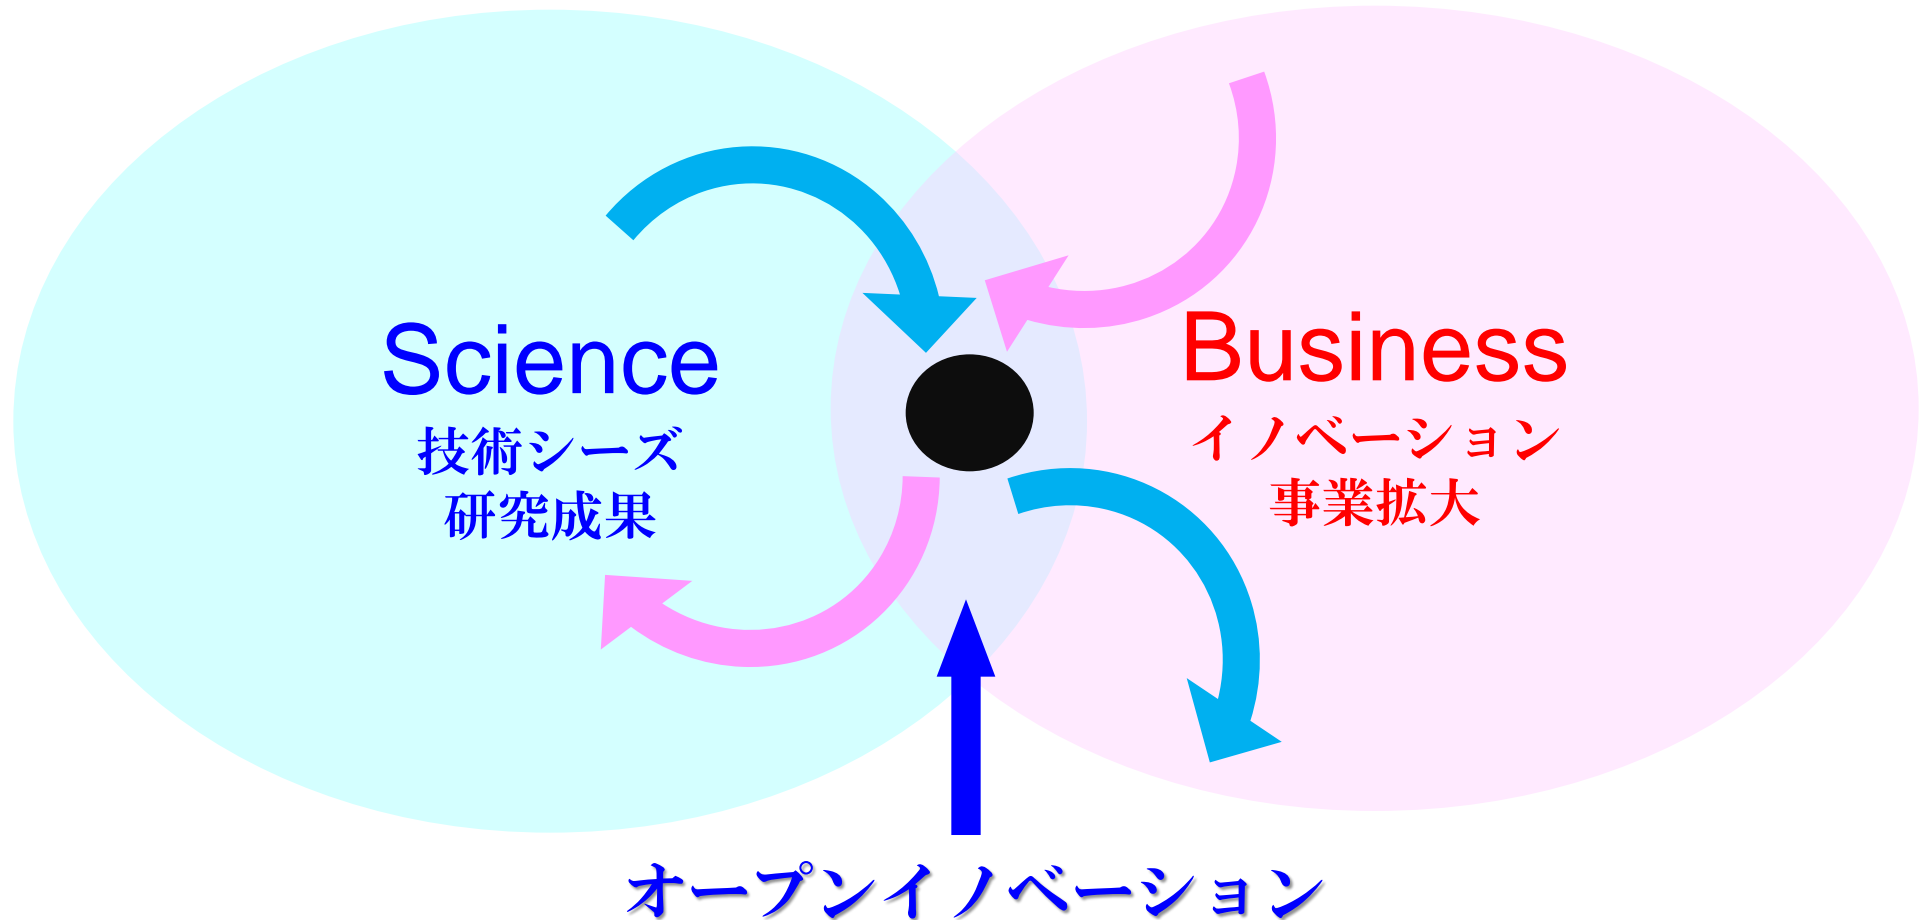 Science
技術シーズ
研究成果
Business
イノベーション
事業拡大
オープンイノベーション